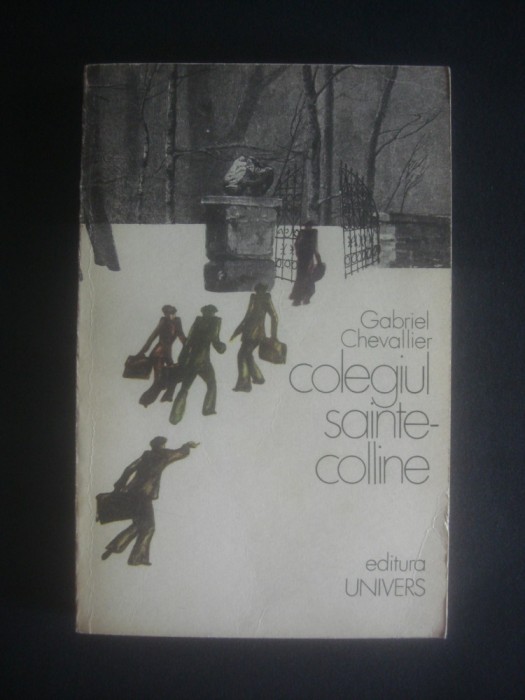 Gabriel
Chevallier
colegiul
sainte-
colline
editura
UNIVERS